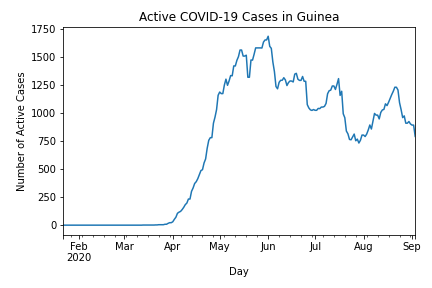 Active COVID-19 Cases in Guinea
Number of Active Cases
1750
1500
1250
1000
750
500
250
0
Feb Mar Apr May Jun Jul Aug Sep
2020
Day